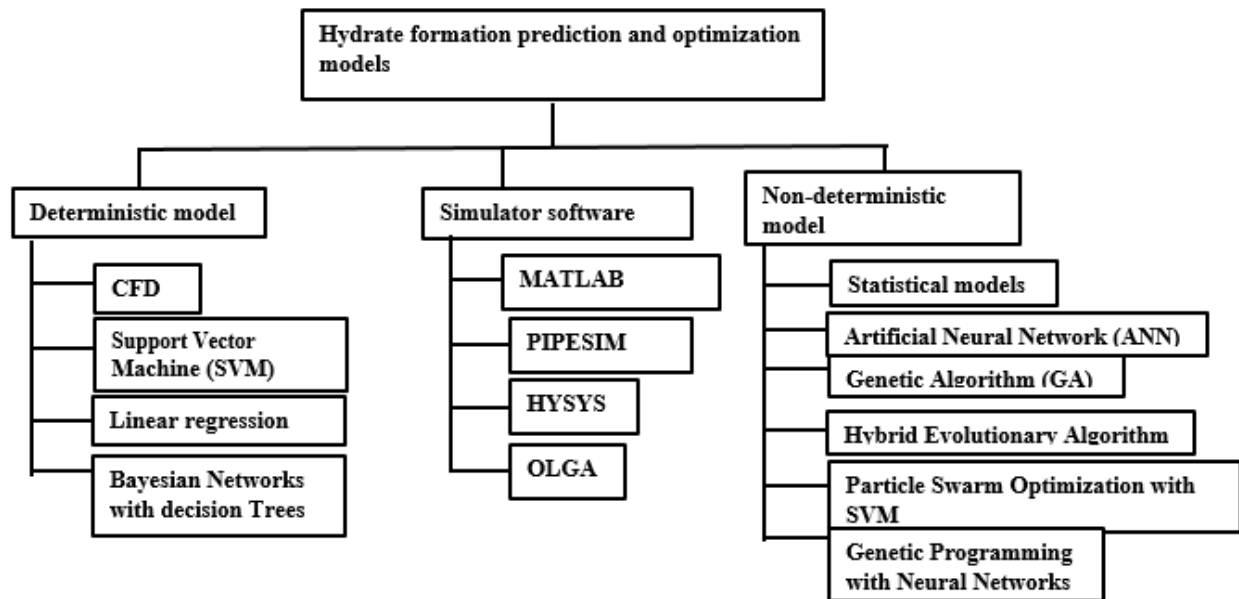 Hydrate formation prediction and optimization
models
Deterministic model
CFD
Support Vector
Machine (SVM)
Linear regression
Bayesian Networks
with decision Trees
Simulator software
MATLAB
PIPESIM
HYSYS
OLGA
Non-deterministic
model
Statistical models
Artificial Neural Network (ANN)
Genetic Algorithm (GA)
Hybrid Evolutionary Algorithm
Particle Swarm Optimization with
SVM
Genetic Programming
with Neural Networks